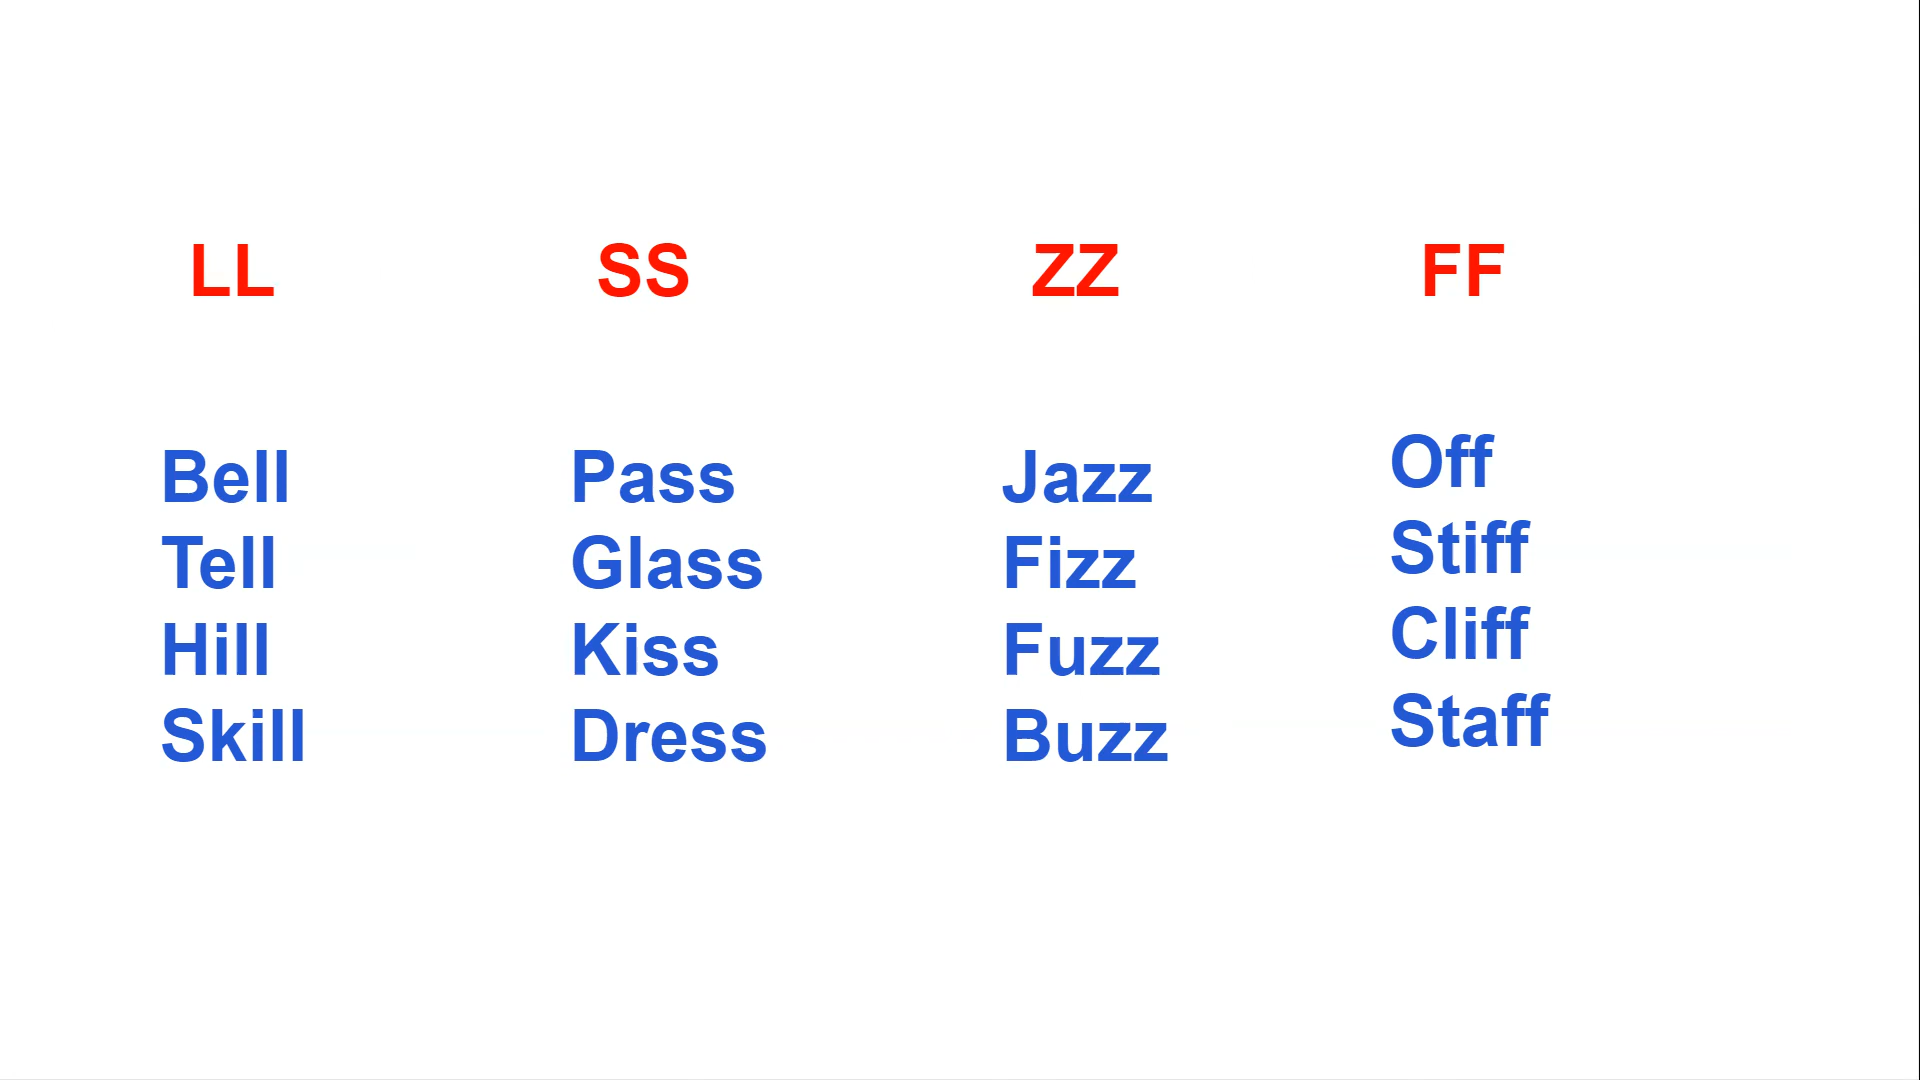 LL SS ZZ FF
Bell Pass Jazz Off
Tell Glass Fizz Stiff
Hill Kiss Fuzz Cliff
Skill Dress Buzz Staff